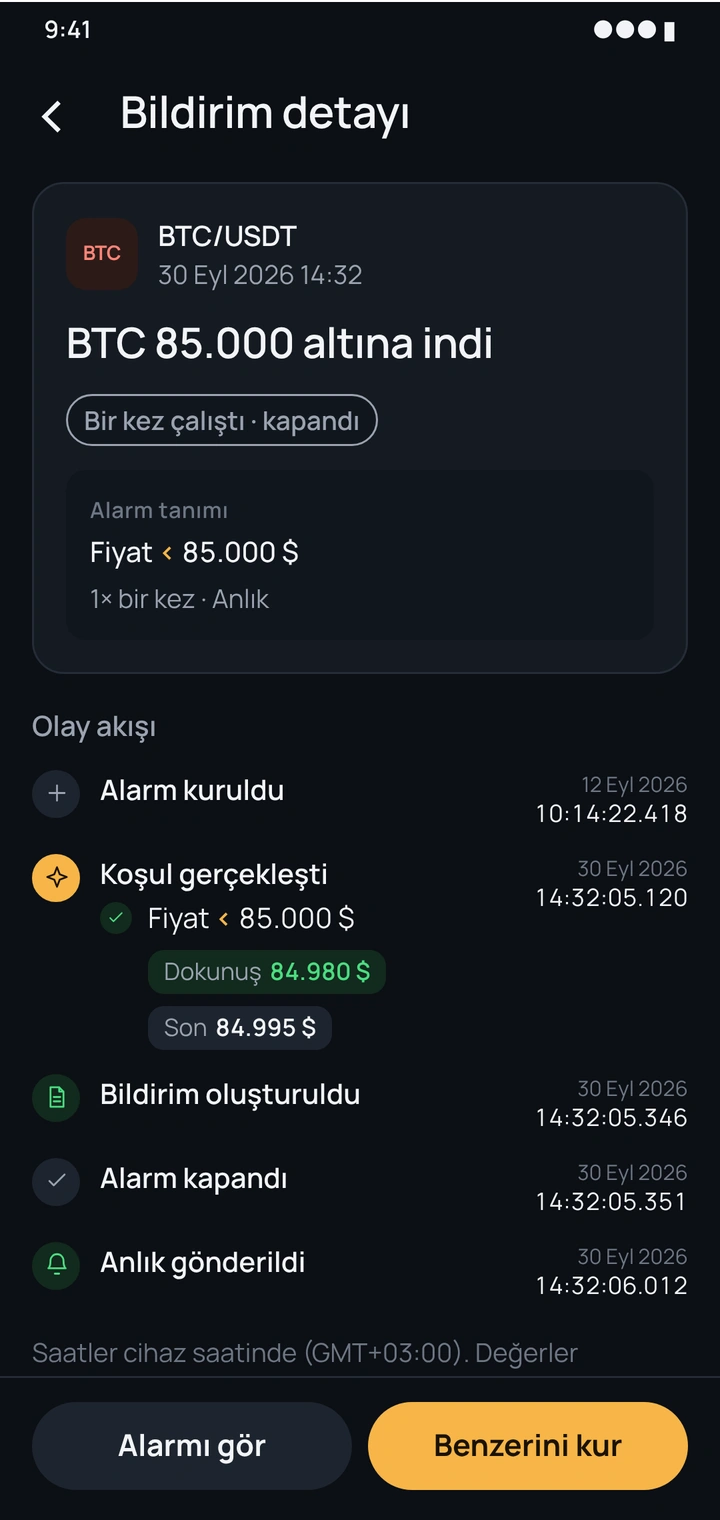 9:41
Bildirim detayı
BTC
BTC/USDT
30 Eyl 2026 14:32
BTC 85.000 altına indi
Bir kez çalıştı · kapandı
Alarm tanımı
Fiyat < 85.000 $
1× bir kez · Anlık
Olay akışı
Alarm kuruldu
12 Eyl 2026
10:14:22.418
Koşul gerçekleşti
30 Eyl 2026
14:32:05.120
Fiyat < 85.000 $
Dokunuş 84.980 $
Son 84.995 $
Bildirim oluşturuldu
30 Eyl 2026
14:32:05.346
Alarm kapandı
30 Eyl 2026
14:32:05.351
Anlık gönderildi
30 Eyl 2026
14:32:06.012
Saatler cihaz saatinde (GMT+03:00). Değerler
Alarmı gör
Benzerini kur